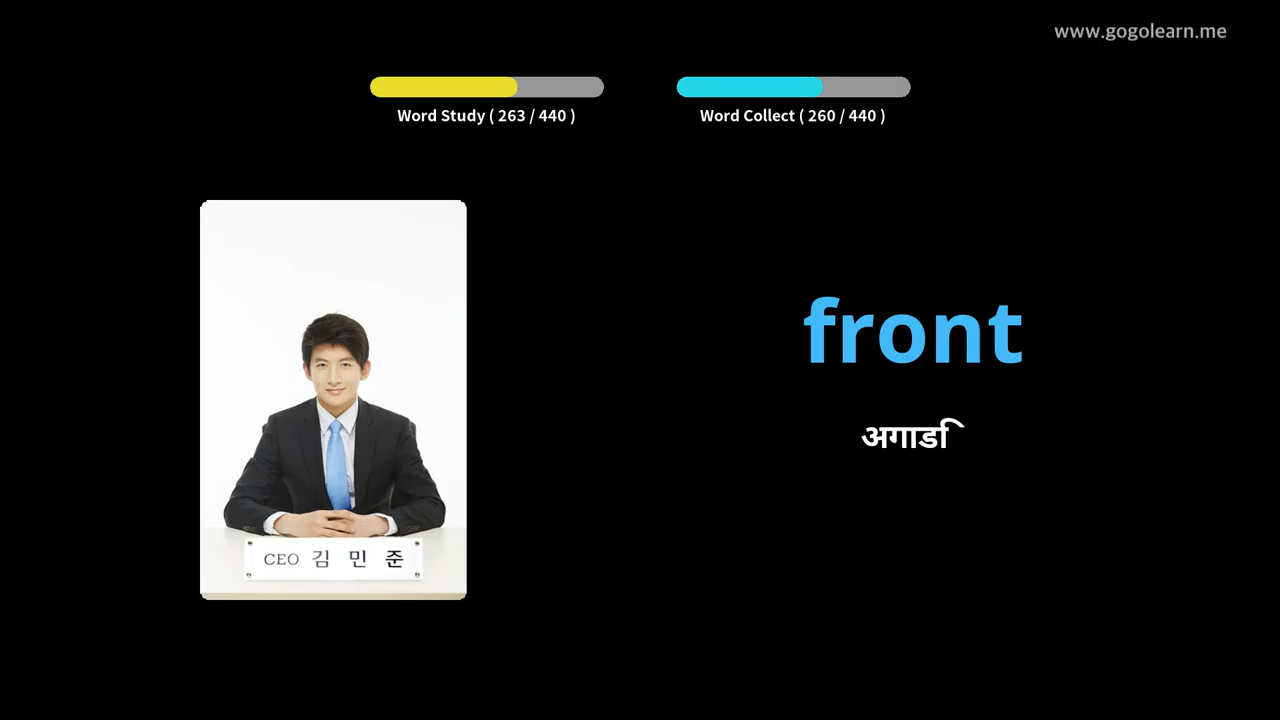 www.gogolearn.me
Word Study ( 263 / 440 )
Word Collect ( 260 / 440 )
front
अगाडि
CEO 김 민 준